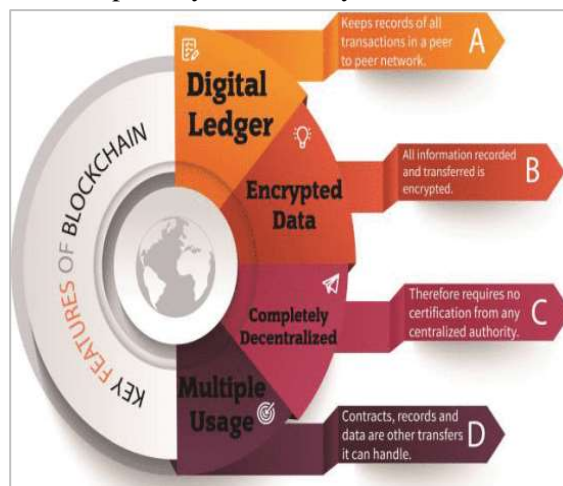 KEY FEATURES OF BLOCKCHAIN
Digital
Ledger
Keeps records of all
transactions in a peer
to peer network.
A
Encrypted
Data
All information recorded
and transferred is
encrypted.
B
Completely
Decentralized
Therefore requires no
certification from any
centralized authority.
C
Multiple
Usage
Contracts, records and
data are other transfers
it can handle.
D